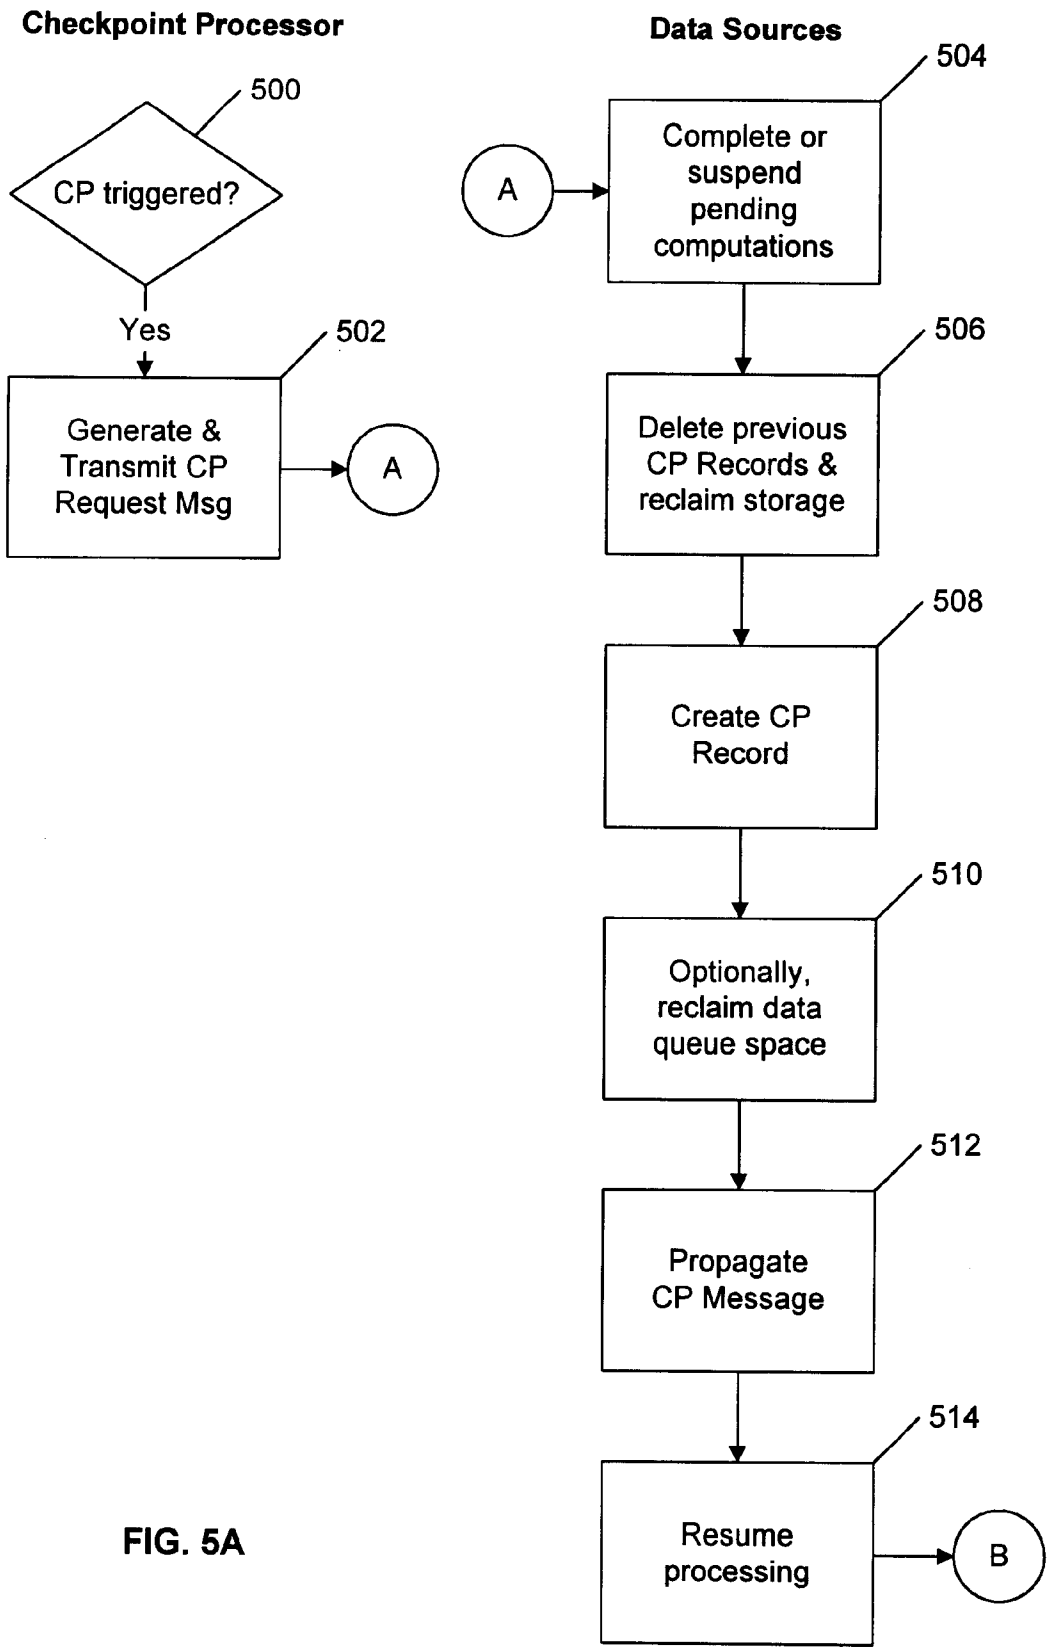 Checkpoint Processor
500
CP triggered?
Yes
502
Generate &
Transmit CP
Request Msg
A
Data Sources
504
A
Complete or
suspend
pending
computations
506
Delete previous
CP Records &
reclaim storage
508
Create CP
Record
510
Optionally,
reclaim data
queue space
512
Propagate
CP Message
514
Resume
processing
B
FIG. 5A